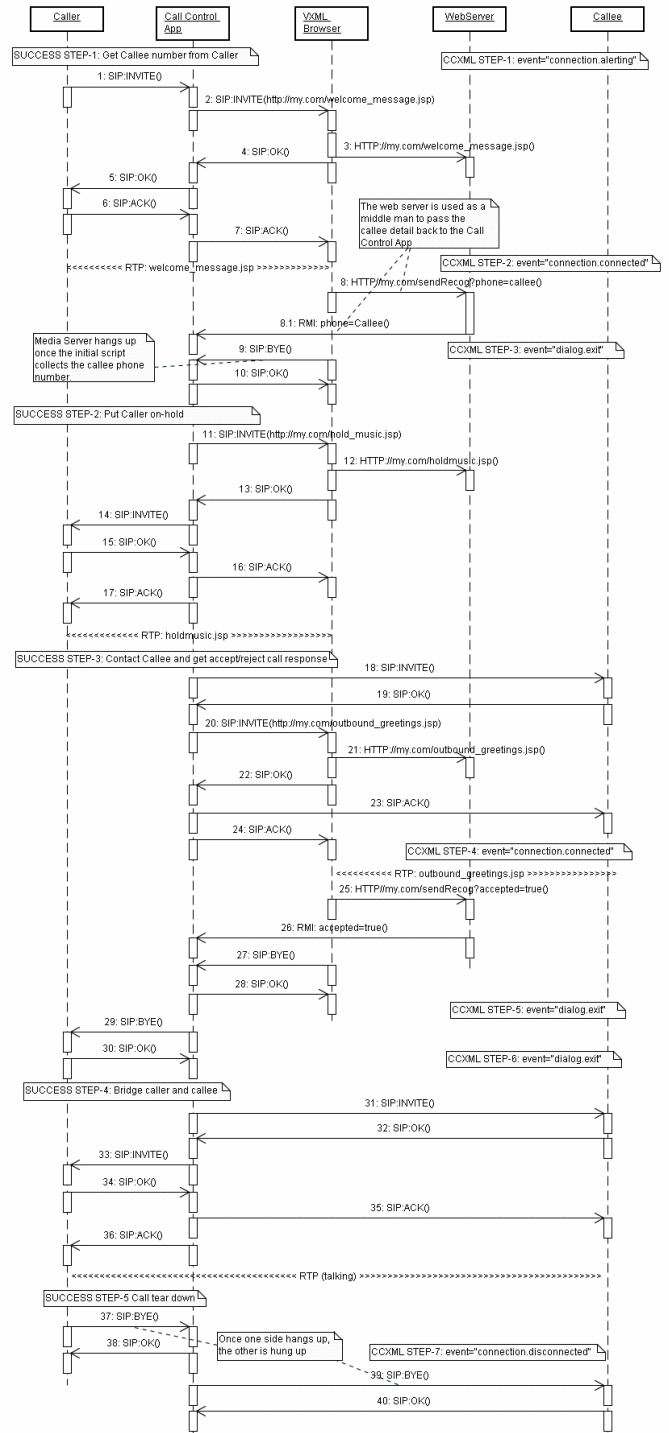 Caller
Call Control
App
VXML
Browser
WebServer
Callee
SUCCESS STEP-1: Get Callee number from Caller
CCXML STEP-1: event="connection.alerting"
1: SIP:INVITE()
2: SIP:INVITE(http://my.com/welcome_message.jsp)
3: HTTP://my.com/welcome_message.jsp()
4: SIP:OK()
5: SIP:OK()
6: SIP:ACK()
The web server is used as a
middle man to pass the
callee detail back to the Call
Control App
7: SIP:ACK()
CCXML STEP-2: event="connection.connected"
<<<<<<<<< RTP: welcome_message.jsp >>>>>>>>>>
8: HTTP//my.com/sendRecog?phone=callee()
8.1: RMI: phone=Callee()
Media Server hangs up
once the initial script
collects the callee phone
number.
9: SIP:BYE()
CCXML STEP-3: event="dialog.exit"
10: SIP:OK()
SUCCESS STEP-2: Put Caller on-hold
11: SIP:INVITE(http://my.com/hold_music.jsp)
12: HTTP://my.com/holdmusic.jsp()
13: SIP:OK()
14: SIP:INVITE()
15: SIP:OK()
16: SIP:ACK()
17: SIP:ACK()
<<<<<<<<<<<< RTP: holdmusic.jsp >>>>>>>>>>>>>
SUCCESS STEP-3: Contact Callee and get accept/reject call response
18: SIP:INVITE()
19: SIP:OK()
20: SIP:INVITE(http://my.com/outbound_greetings.jsp)
21: HTTP://my.com/outbound_greetings.jsp()
22: SIP:OK()
23: SIP:ACK()
24: SIP:ACK()
CCXML STEP-4: event="connection.connected"
<<<<<<<<<< RTP: outbound_greetings.jsp >>>>>>>>>>>
25: HTTP//my.com/sendRecog?accepted=true()
26: RMI: accepted=true()
27: SIP:BYE()
28: SIP:OK()
CCXML STEP-5: event="dialog.exit"
29: SIP:BYE()
30: SIP:OK()
CCXML STEP-6: event="dialog.exit"
SUCCESS STEP-4: Bridge caller and callee
31: SIP:INVITE()
32: SIP:OK()
33: SIP:INVITE()
34: SIP:OK()
35: SIP:ACK()
36: SIP:ACK()
<<<<<<<<<<<<<<<<<<<<<<<<<<<<<<<<<<<<< RTP (talking) >>>>>>>>>>>>>>>>>>>>>>>>>>>>>>>>>>>>>>>
SUCCESS STEP-5 Call tear down
37: SIP:BYE()
38: SIP:OK()
Once one side hangs up,
the other is hung up
CCXML STEP-7: event="connection.disconnected"
39: SIP:BYE()
40: SIP:OK()